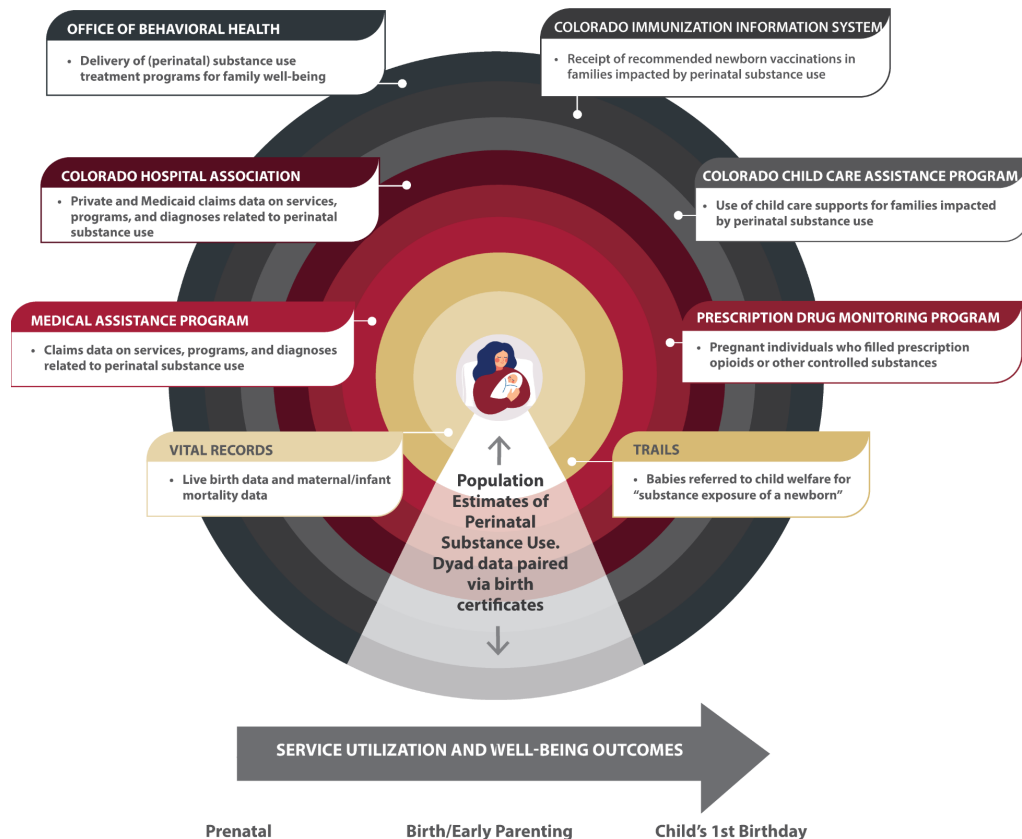 OFFICE OF BEHAVIORAL HEALTH
• Delivery of (perinatal) substance use
treatment programs for family well-being
COLORADO IMMUNIZATION INFORMATION SYSTEM
• Receipt of recommended newborn vaccinations in
families impacted by perinatal substance use
COLORADO HOSPITAL ASSOCIATION
• Private and Medicaid claims data on services,
programs, and diagnoses related to perinatal
substance use
COLORADO CHILD CARE ASSISTANCE PROGRAM
• Use of child care supports for families impacted
by perinatal substance use
MEDICAL ASSISTANCE PROGRAM
• Claims data on services, programs, and diagnoses
related to perinatal substance use
PRESCRIPTION DRUG MONITORING PROGRAM
• Pregnant individuals who filled prescription
opioids or other controlled substances
VITAL RECORDS
• Live birth data and maternal/infant
mortality data
TRAILS
• Babies referred to child welfare for
“substance exposure of a newborn”
Population
Estimates of
Perinatal
Substance Use.
Dyad data paired
via birth
certificates
SERVICE UTILIZATION AND WELL-BEING OUTCOMES
Prenatal
Birth/Early Parenting
Child's 1st Birthday